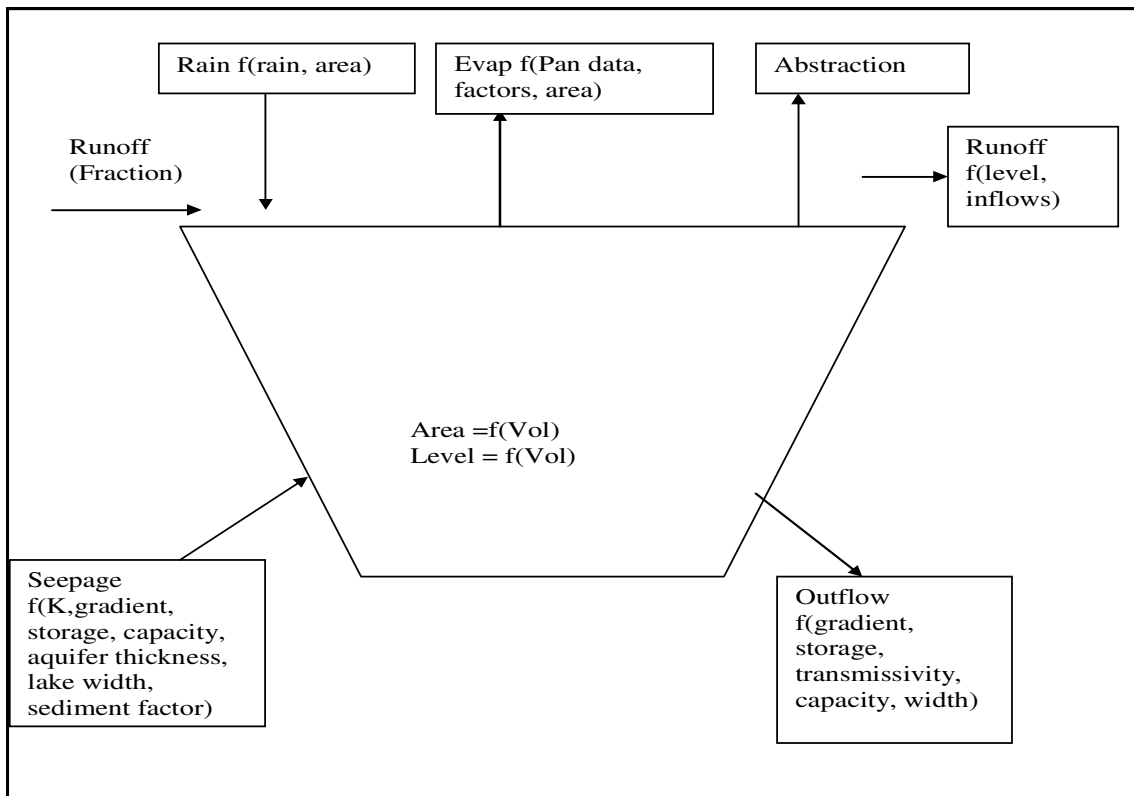 Rain f(rain, area)
Evap f(Pan data,
factors, area)
Abstraction
Runoff
(Fraction)
Runoff
f(level,
inflows)
Area =f(Vol)
Level = f(Vol)
Seepage
f(K,gradient,
storage, capacity,
aquifer thickness,
lake width,
sediment factor)
Outflow
f(gradient,
storage,
transmissivity,
capacity, width)